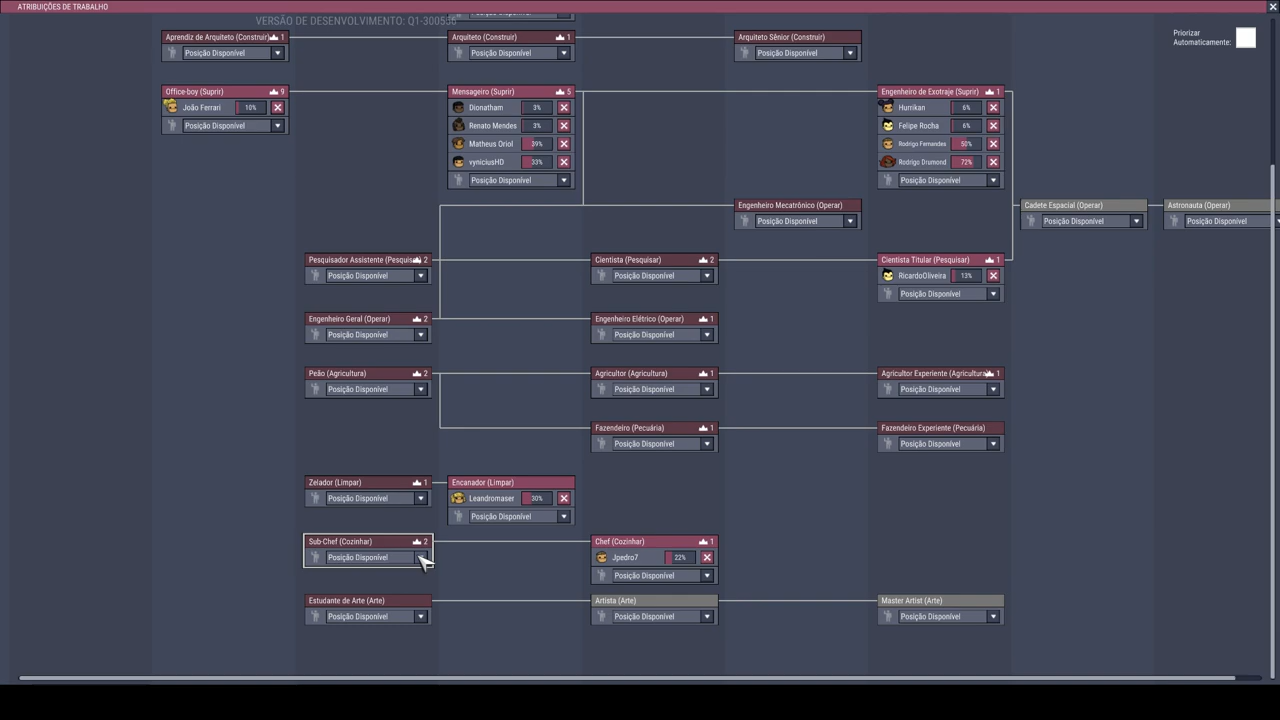 ATRIBUIÇÕES DE TRABALHO
VERSÃO DE DESENVOLVIMENTO: Q1-300556
Priorizar
Automaticamente:
Aprendiz de Arquiteto (Construir) 1
Posição Disponível
Arquiteto (Construir) 1
Posição Disponível
Arquiteto Sênior (Construir)
Posição Disponível
Office-boy (Suprir) 9
João Ferrari 10%
Posição Disponível
Mensageiro (Suprir) 5
Dionatham 3%
Renato Mendes 3%
Matheus Oriol 39%
vyniciusHD 33%
Posição Disponível
Engenheiro de Exotraje (Suprir) 1
Hurrikan 6%
Felipe Rocha 6%
Rodrigo Fernandes 50%
Rodrigo Drumond 72%
Posição Disponível
Engenheiro Mecatrônico (Operar)
Posição Disponível
Cadete Espacial (Operar)
Posição Disponível
Astronauta (Operar)
Posição Disponível
Pesquisador Assistente (Pesquisar) 2
Posição Disponível
Cientista (Pesquisar) 2
Posição Disponível
Cientista Titular (Pesquisar) 1
RicardoOliveira 13%
Posição Disponível
Engenheiro Geral (Operar) 2
Posição Disponível
Engenheiro Elétrico (Operar) 1
Posição Disponível
Peão (Agricultura) 2
Posição Disponível
Agricultor (Agricultura) 1
Posição Disponível
Agricultor Experiente (Agricultura) 1
Posição Disponível
Fazendeiro (Pecuária) 1
Posição Disponível
Fazendeiro Experiente (Pecuária)
Posição Disponível
Zelador (Limpar) 1
Posição Disponível
Encanador (Limpar)
Leandromaser 30%
Posição Disponível
Sub-Chef (Cozinhar) 2
Posição Disponível
Chef (Cozinhar) 1
Jpedro7 22%
Posição Disponível
Estudante de Arte (Arte)
Posição Disponível
Artista (Arte)
Posição Disponível
Master Artist (Arte)
Posição Disponível